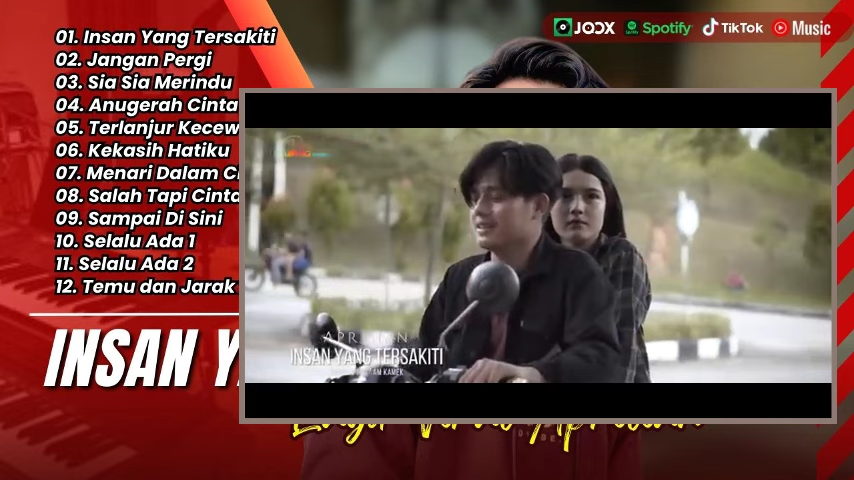 01. Insan Yang Tersakiti
02. Jangan Pergi
03. Sia Sia Merindu
04. Anugerah Cinta
05. Terlanjur Kecew
06. Kekasih Hatiku
07. Menari Dalam C
08. Salah Tapi Cinta
09. Sampai Di Sini
10. Selalu Ada 1
11. Selalu Ada 2
12. Temu dan Jarak
JOOX Spotify TikTok Music
INSAN YANG TERSAKITI
KAMEK
INSAN Y